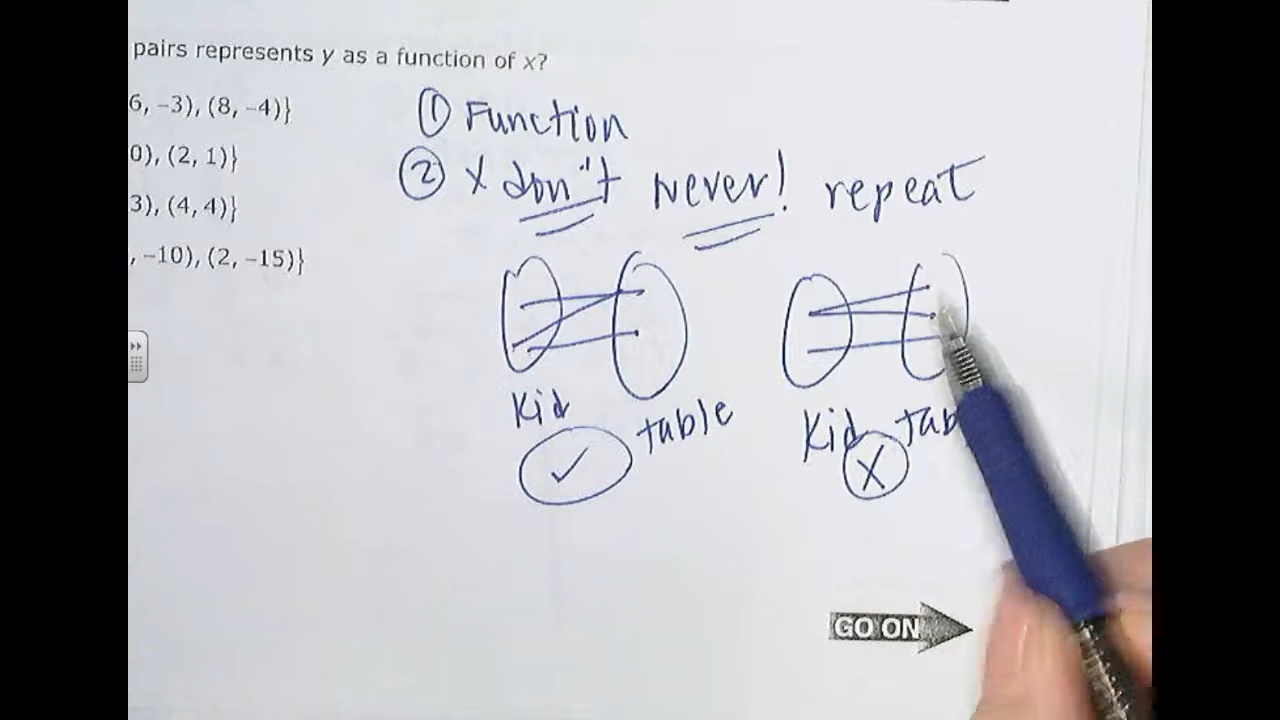 pairs represents y as a function of x?
6, −3), (8, −4)}
① Function
0), (2, 1)}
② X don't never! repeat
3), (4, 4)}
, −10), (2, −15)}
Kid table Kid tab
✓ X
GO ON